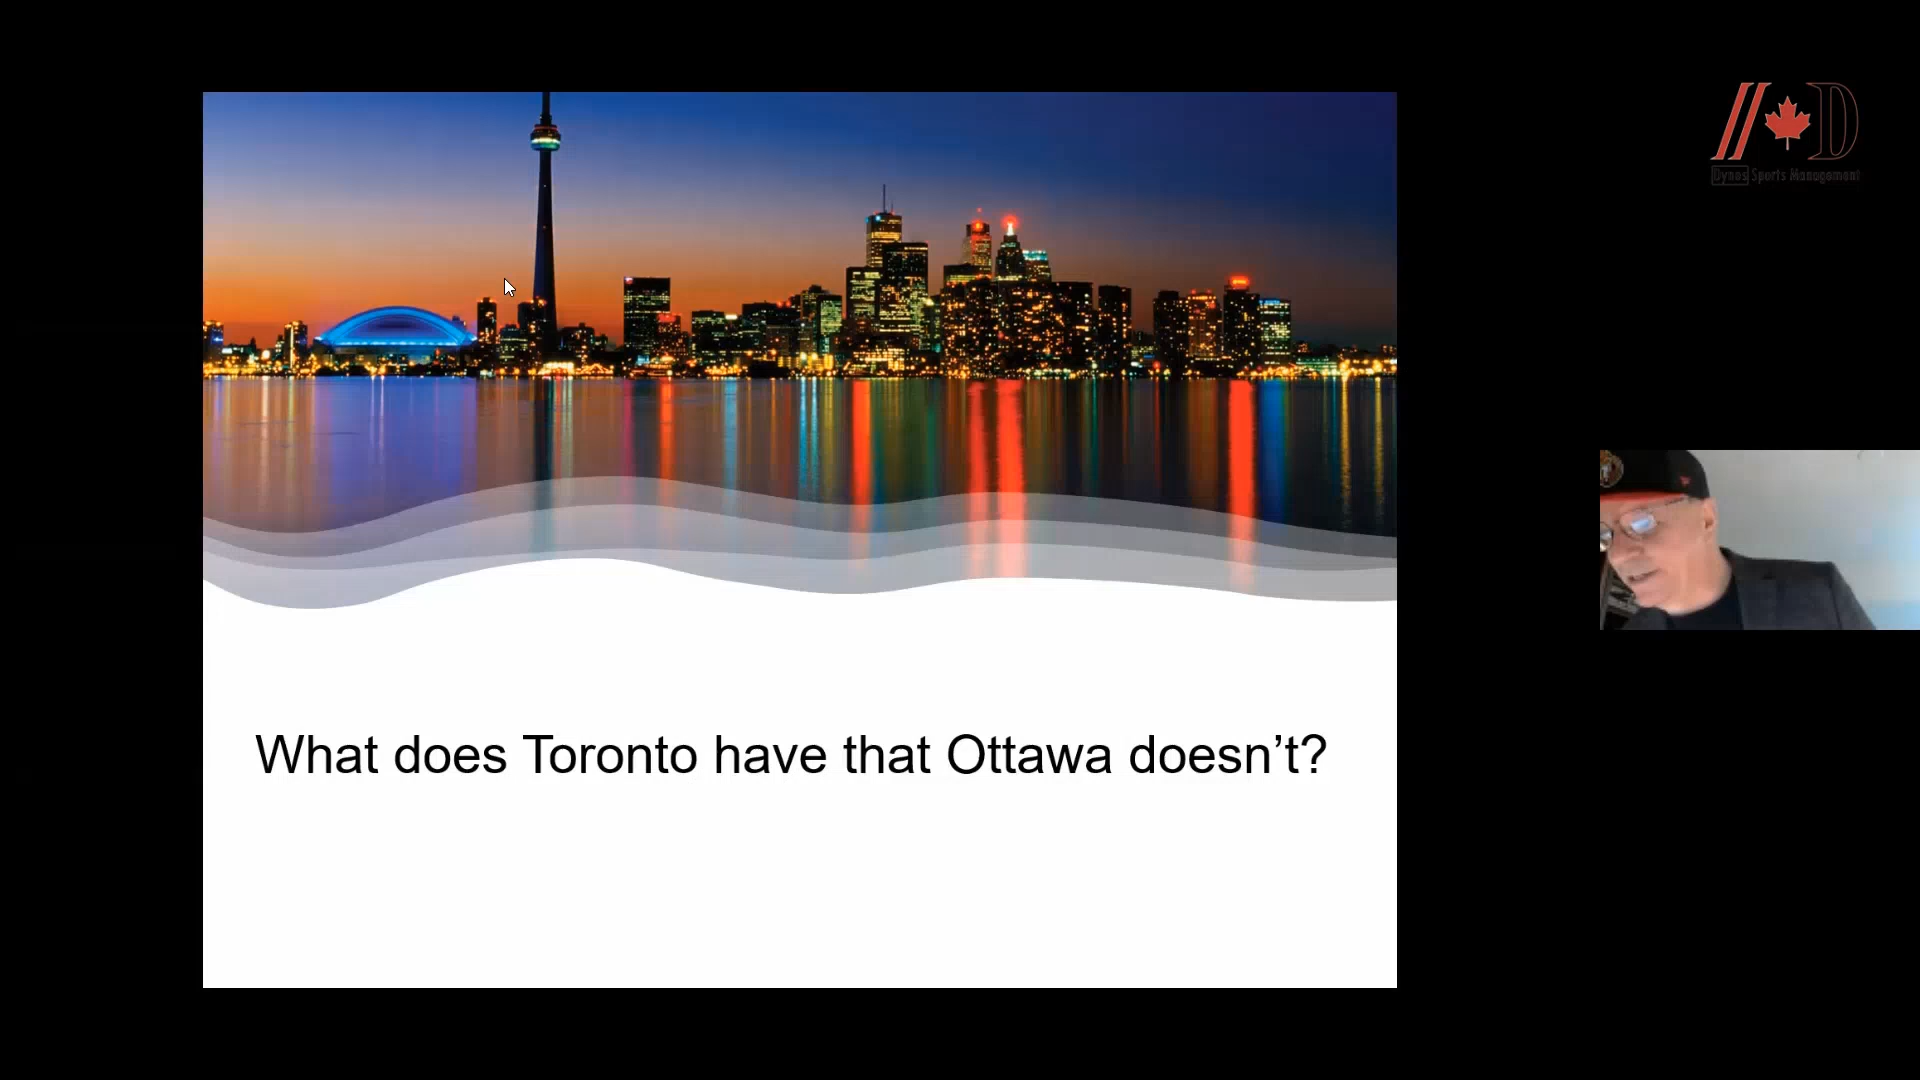 D
Dynes Sports Management
What does Toronto have that Ottawa doesn’t?